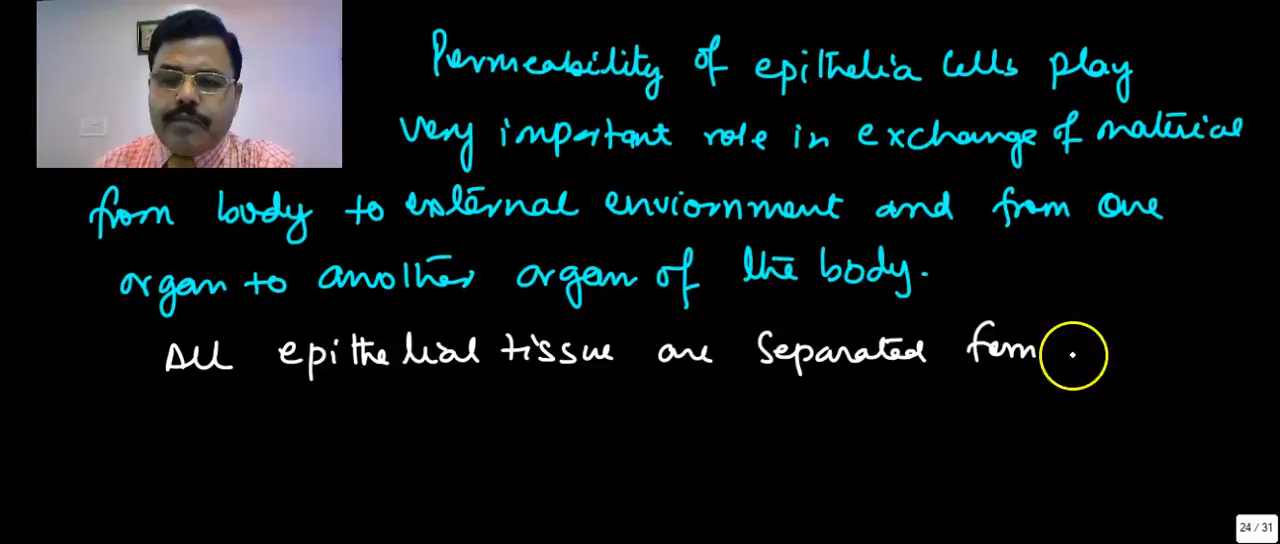 Permeability of epithelia cells play
very important role in exchange of material
from body to external enviornment and from one
organ to another organ of the body.
All epithelial tissue are separated fem
24 / 31